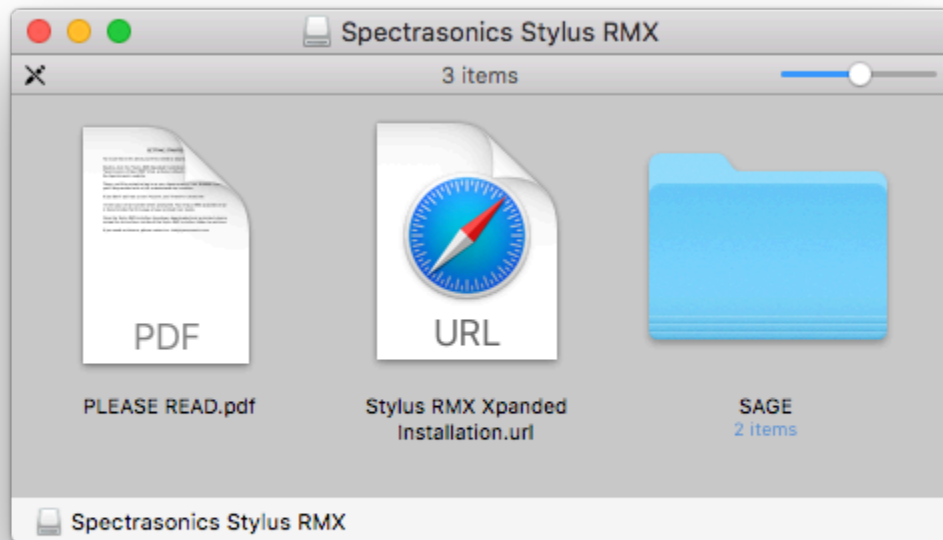 Spectrasonics Stylus RMX
3 items
PDF
URL
PLEASE READ.pdf
Stylus RMX Xpanded
Installation.url
SAGE
2 items
Spectrasonics Stylus RMX